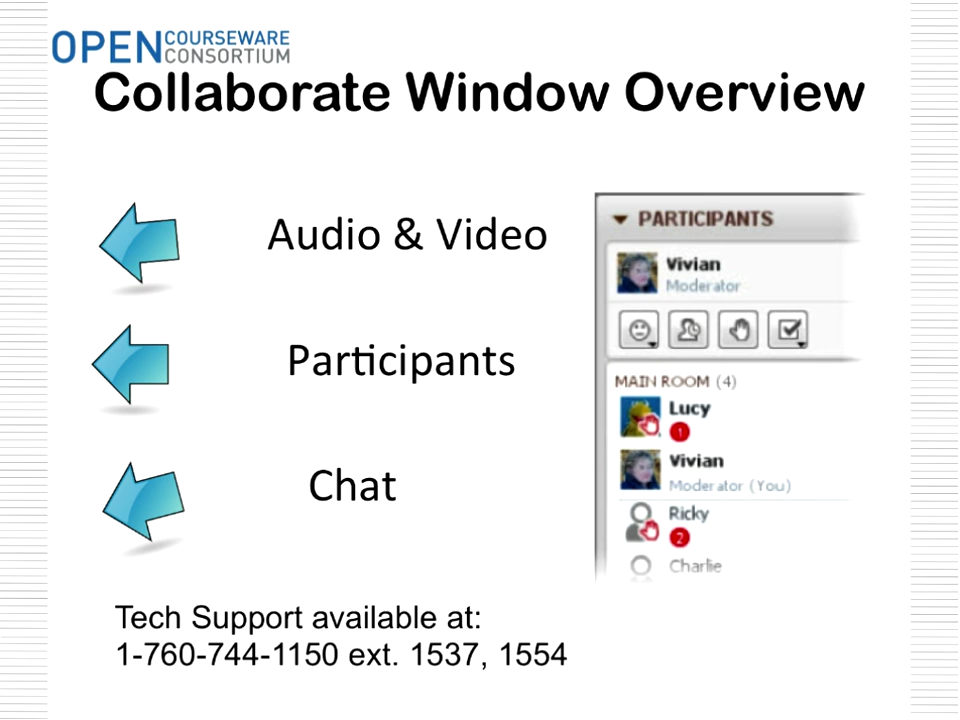 OPEN COURSEWARE
CONSORTIUM
Collaborate Window Overview
Audio & Video
Participants
Chat
PARTICIPANTS
Vivian
Moderator
MAIN ROOM (4)
Lucy
1
Vivian
Moderator (You)
Ricky
2
Charlie
Tech Support available at:
1-760-744-1150 ext. 1537, 1554